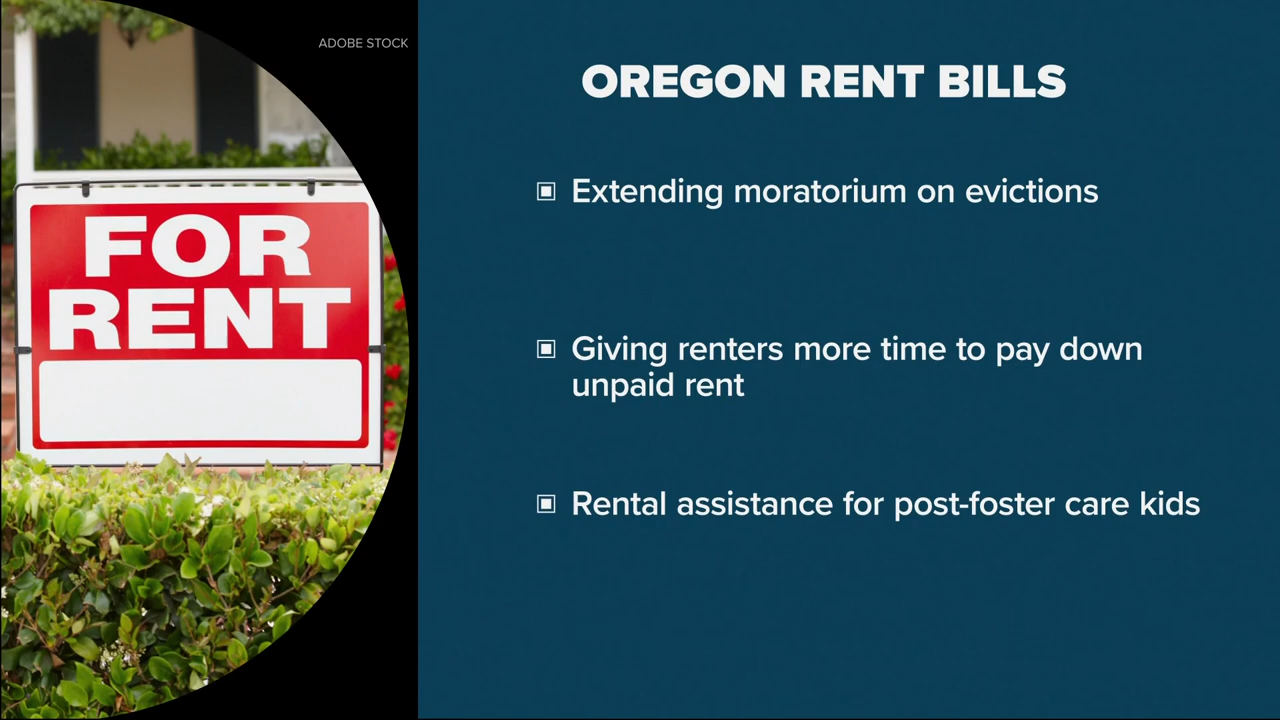 ADOBE STOCK
FOR
RENT
OREGON RENT BILLS
Extending moratorium on evictions
Giving renters more time to pay down
unpaid rent
Rental assistance for post-foster care kids